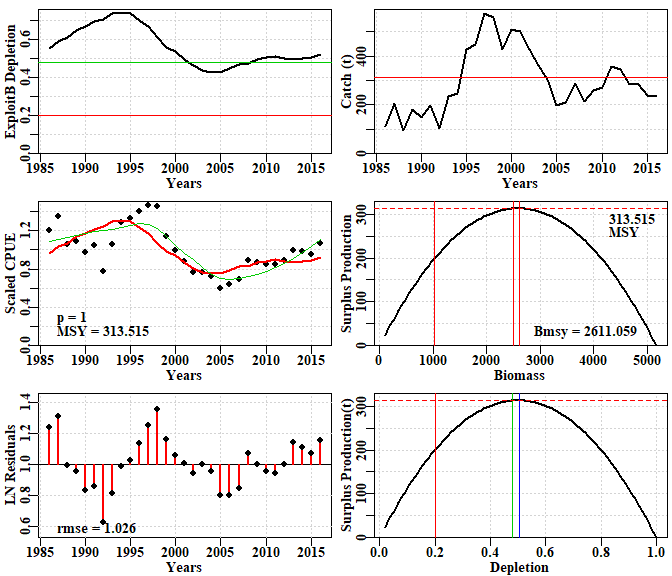 ExploitB Depletion
0.0 0.2 0.4 0.6
1985 1990 1995 2000 2005 2010 2015
Years
Catch (t)
0 200 400
1985 1990 1995 2000 2005 2010 2015
Years
Scaled CPUE
0.0 0.4 0.8 1.2
p = 1
MSY = 313.515
1985 1990 1995 2000 2005 2010 2015
Years
Surplus Production
0 100 200 300
313.515
MSY
Bmsy = 2611.059
0 1000 2000 3000 4000 5000
Biomass
LN Residuals
0.6 0.8 1.0 1.2 1.4
rmse = 1.026
1985 1990 1995 2000 2005 2010 2015
Years
Surplus Production(t)
0 100 200 300
0.0 0.2 0.4 0.6 0.8 1.0
Depletion